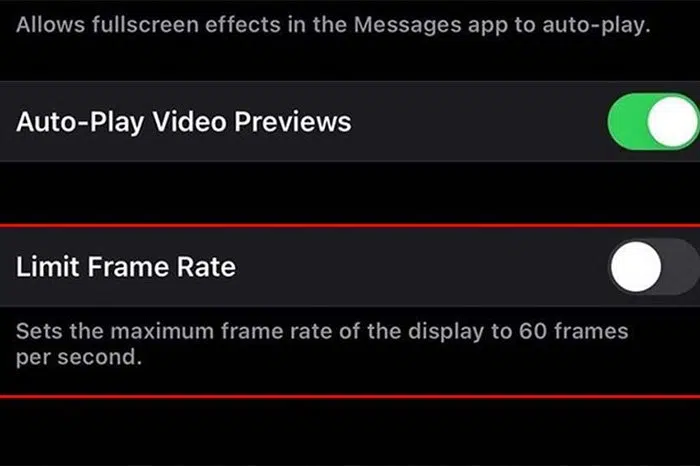 Allows fullscreen effects in the Messages app to auto-play.
Auto-Play Video Previews
Limit Frame Rate
Sets the maximum frame rate of the display to 60 frames
per second.